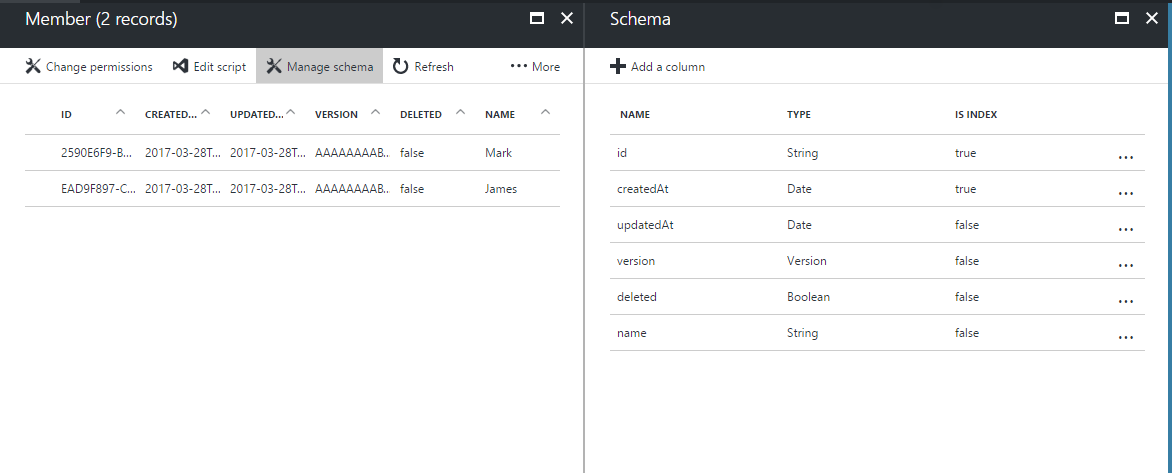 Member (2 records)
Change permissions Edit script Manage schema Refresh ••• More
ID CREATED... UPDATED... VERSION DELETED NAME
2590E6F9-B... 2017-03-28T... 2017-03-28T... AAAAAAAAB... false Mark
EAD9F897-C... 2017-03-28T... 2017-03-28T... AAAAAAAAB... false James
Schema
Add a column
NAME TYPE IS INDEX
id String true ...
createdAt Date true ...
updatedAt Date false ...
version Version false ...
deleted Boolean false ...
name String false ...